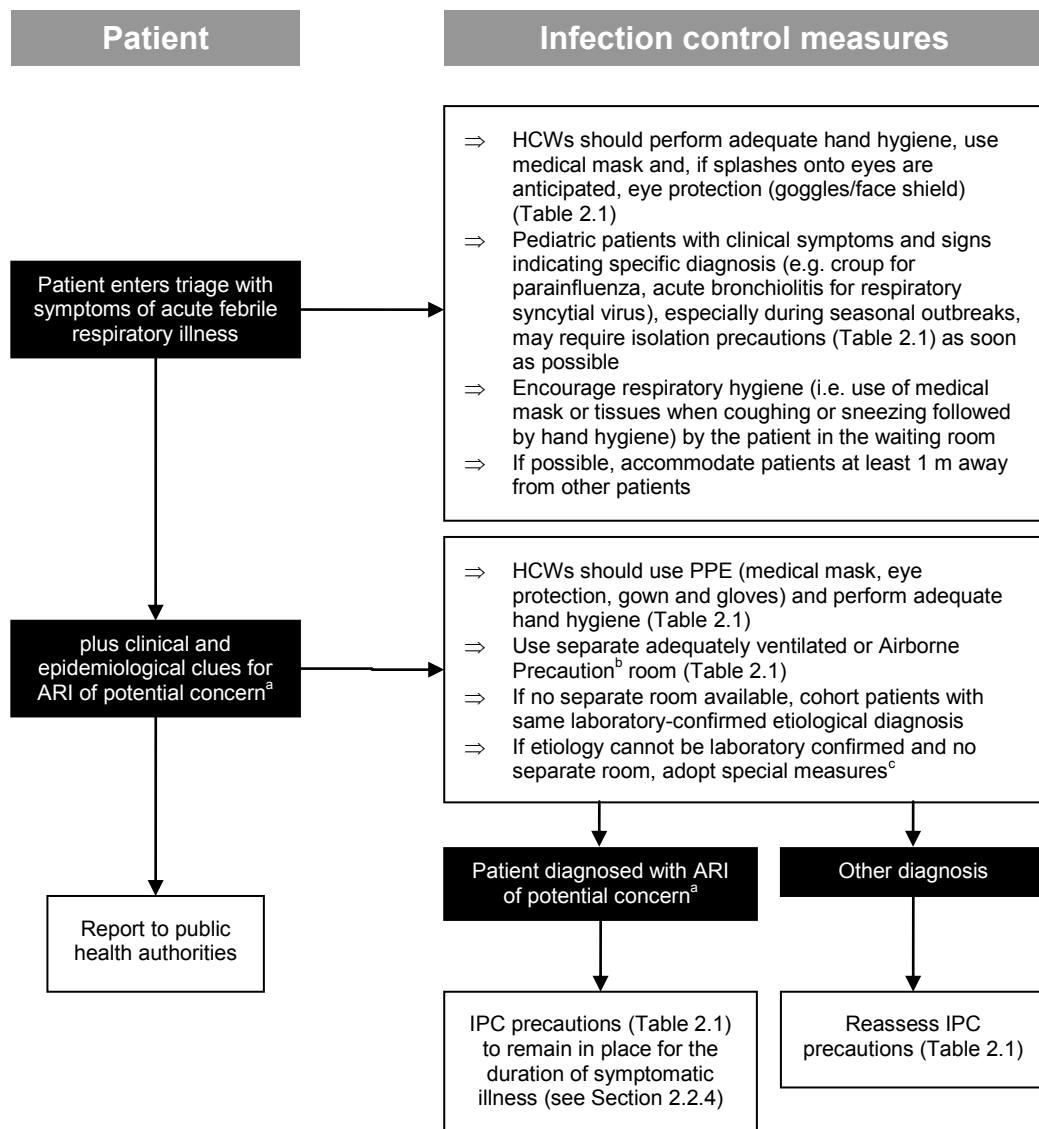 Patient
Infection control measures
⇒ HCWs should perform adequate hand hygiene, use
medical mask and, if splashes onto eyes are
anticipated, eye protection (goggles/face shield)
(Table 2.1)
⇒ Pediatric patients with clinical symptoms and signs
indicating specific diagnosis (e.g. croup for
parainfluenza, acute bronchiolitis for respiratory
syncytial virus), especially during seasonal outbreaks,
may require isolation precautions (Table 2.1) as soon
as possible
⇒ Encourage respiratory hygiene (i.e. use of medical
mask or tissues when coughing or sneezing followed
by hand hygiene) by the patient in the waiting room
⇒ If possible, accommodate patients at least 1 m away
from other patients
Patient enters triage with
symptoms of acute febrile
respiratory illness
⇒ HCWs should use PPE (medical mask, eye
protection, gown and gloves) and perform adequate
hand hygiene (Table 2.1)
⇒ Use separate adequately ventilated or Airborne
Precautionᵇ room (Table 2.1)
⇒ If no separate room available, cohort patients with
same laboratory-confirmed etiological diagnosis
⇒ If etiology cannot be laboratory confirmed and no
separate room, adopt special measuresᶜ
plus clinical and
epidemiological clues for
ARI of potential concernᵃ
Patient diagnosed with ARI
of potential concernᵃ
Other diagnosis
Report to public
health authorities
IPC precautions (Table 2.1)
to remain in place for the
duration of symptomatic
illness (see Section 2.2.4)
Reassess IPC
precautions (Table 2.1)